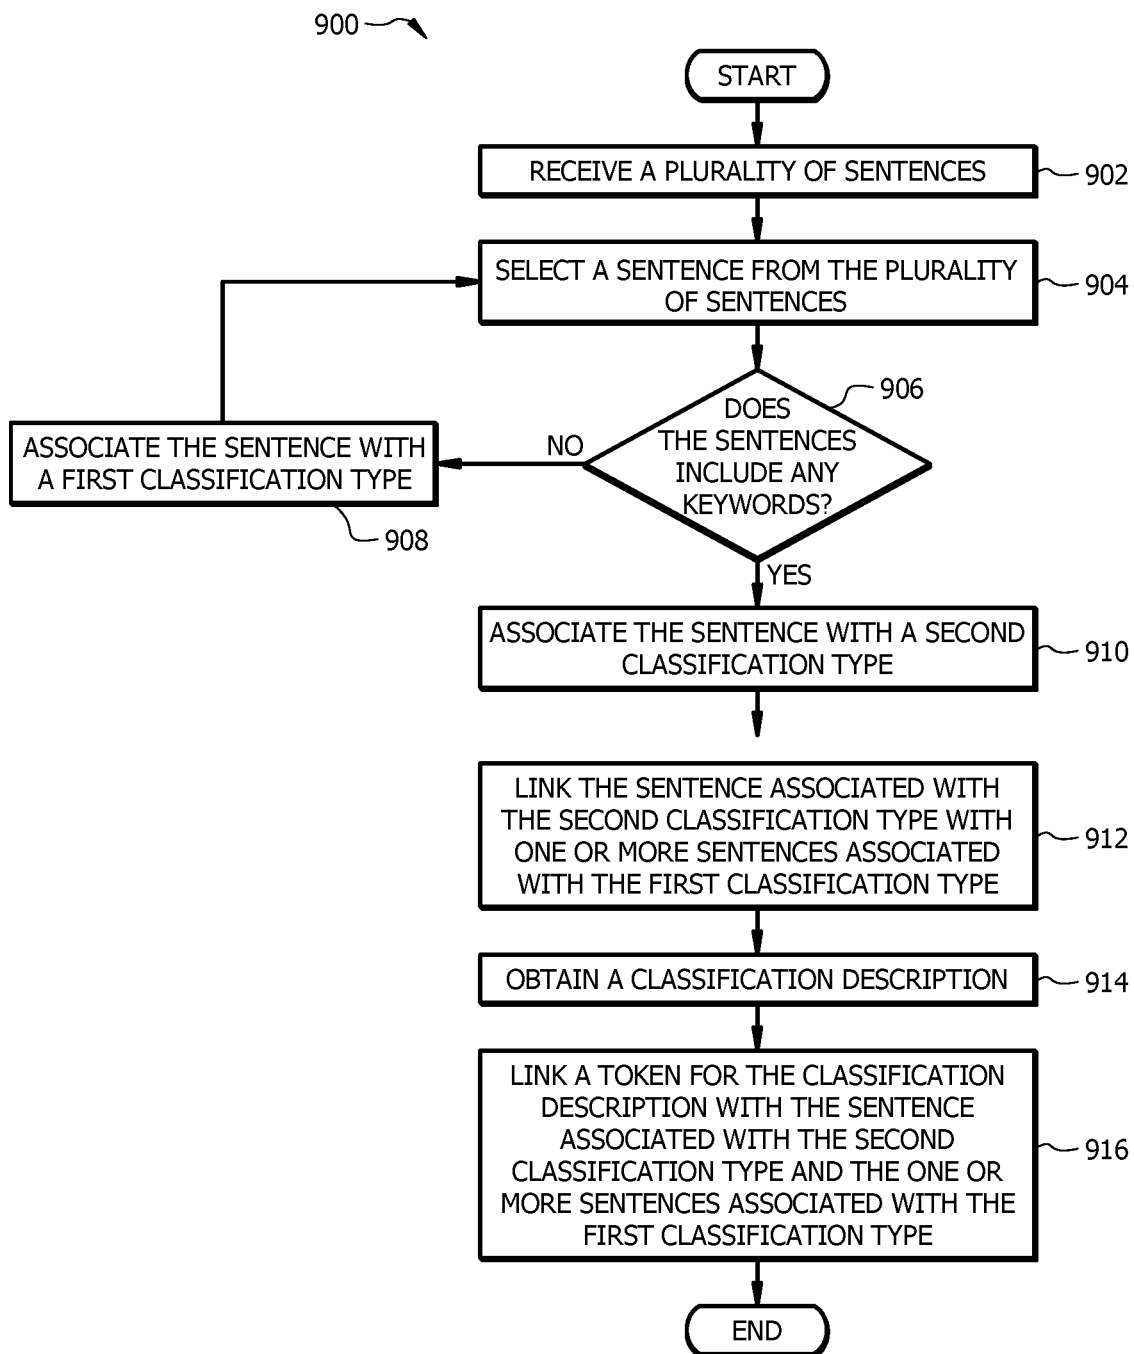 900
START
RECEIVE A PLURALITY OF SENTENCES
902
SELECT A SENTENCE FROM THE PLURALITY
OF SENTENCES
904
906
DOES
THE SENTENCES
INCLUDE ANY
KEYWORDS?
NO
ASSOCIATE THE SENTENCE WITH
A FIRST CLASSIFICATION TYPE
908
YES
ASSOCIATE THE SENTENCE WITH A SECOND
CLASSIFICATION TYPE
910
LINK THE SENTENCE ASSOCIATED WITH
THE SECOND CLASSIFICATION TYPE WITH
ONE OR MORE SENTENCES ASSOCIATED
WITH THE FIRST CLASSIFICATION TYPE
912
OBTAIN A CLASSIFICATION DESCRIPTION
914
LINK A TOKEN FOR THE CLASSIFICATION
DESCRIPTION WITH THE SENTENCE
ASSOCIATED WITH THE SECOND
CLASSIFICATION TYPE AND THE ONE OR
MORE SENTENCES ASSOCIATED WITH THE
FIRST CLASSIFICATION TYPE
916
END